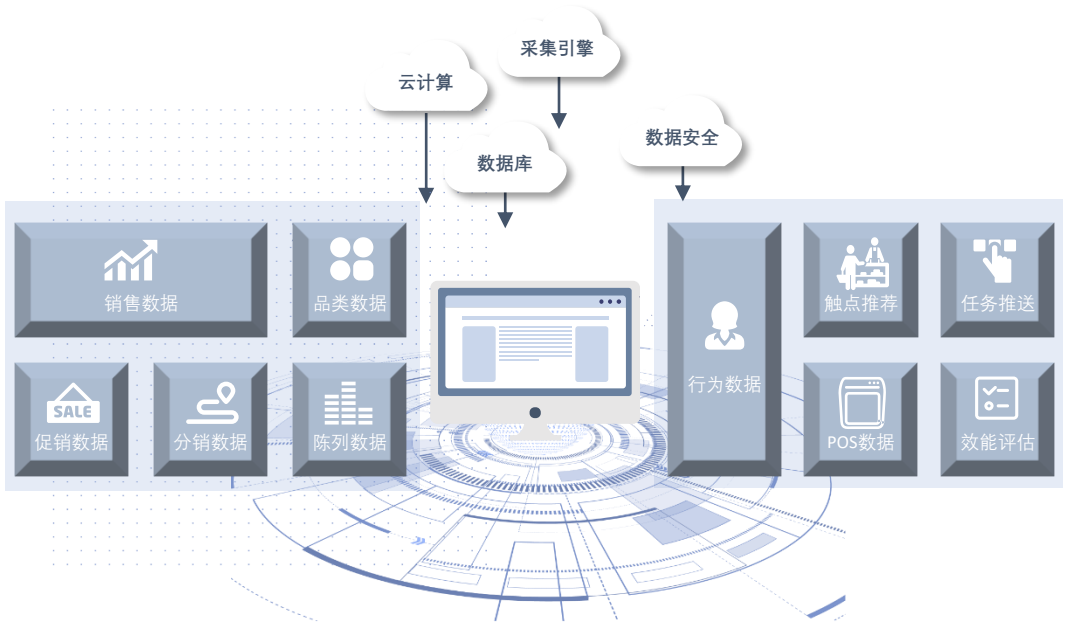 采集引擎
云计算
数据安全
数据库
销售数据
品类数据
促销数据
SALE
分销数据
陈列数据
行为数据
触点推荐
任务推送
POS数据
效能评估